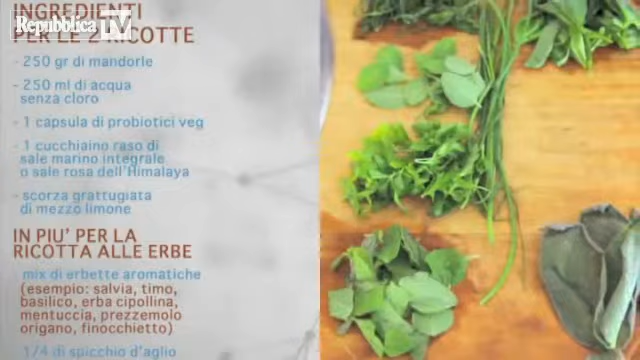 INGREDIENTI
Repubblica TV
PER LE 2 RICOTTE
- 250 gr di mandorle
- 250 ml di acqua
senza cloro
- 1 capsula di probiotici veg
- 1 cucchiaino raso di
sale marino integrale
o sale rosa dell'Himalaya
- scorza grattugiata
di mezzo limone
IN PIU' PER LA
RICOTTA ALLE ERBE
mix di erbette aromatiche
(esempio: salvia, timo,
basilico, erba cipollina,
mentuccia, prezzemolo
origano, finocchietto)
1/4 di spicchio d'aglio